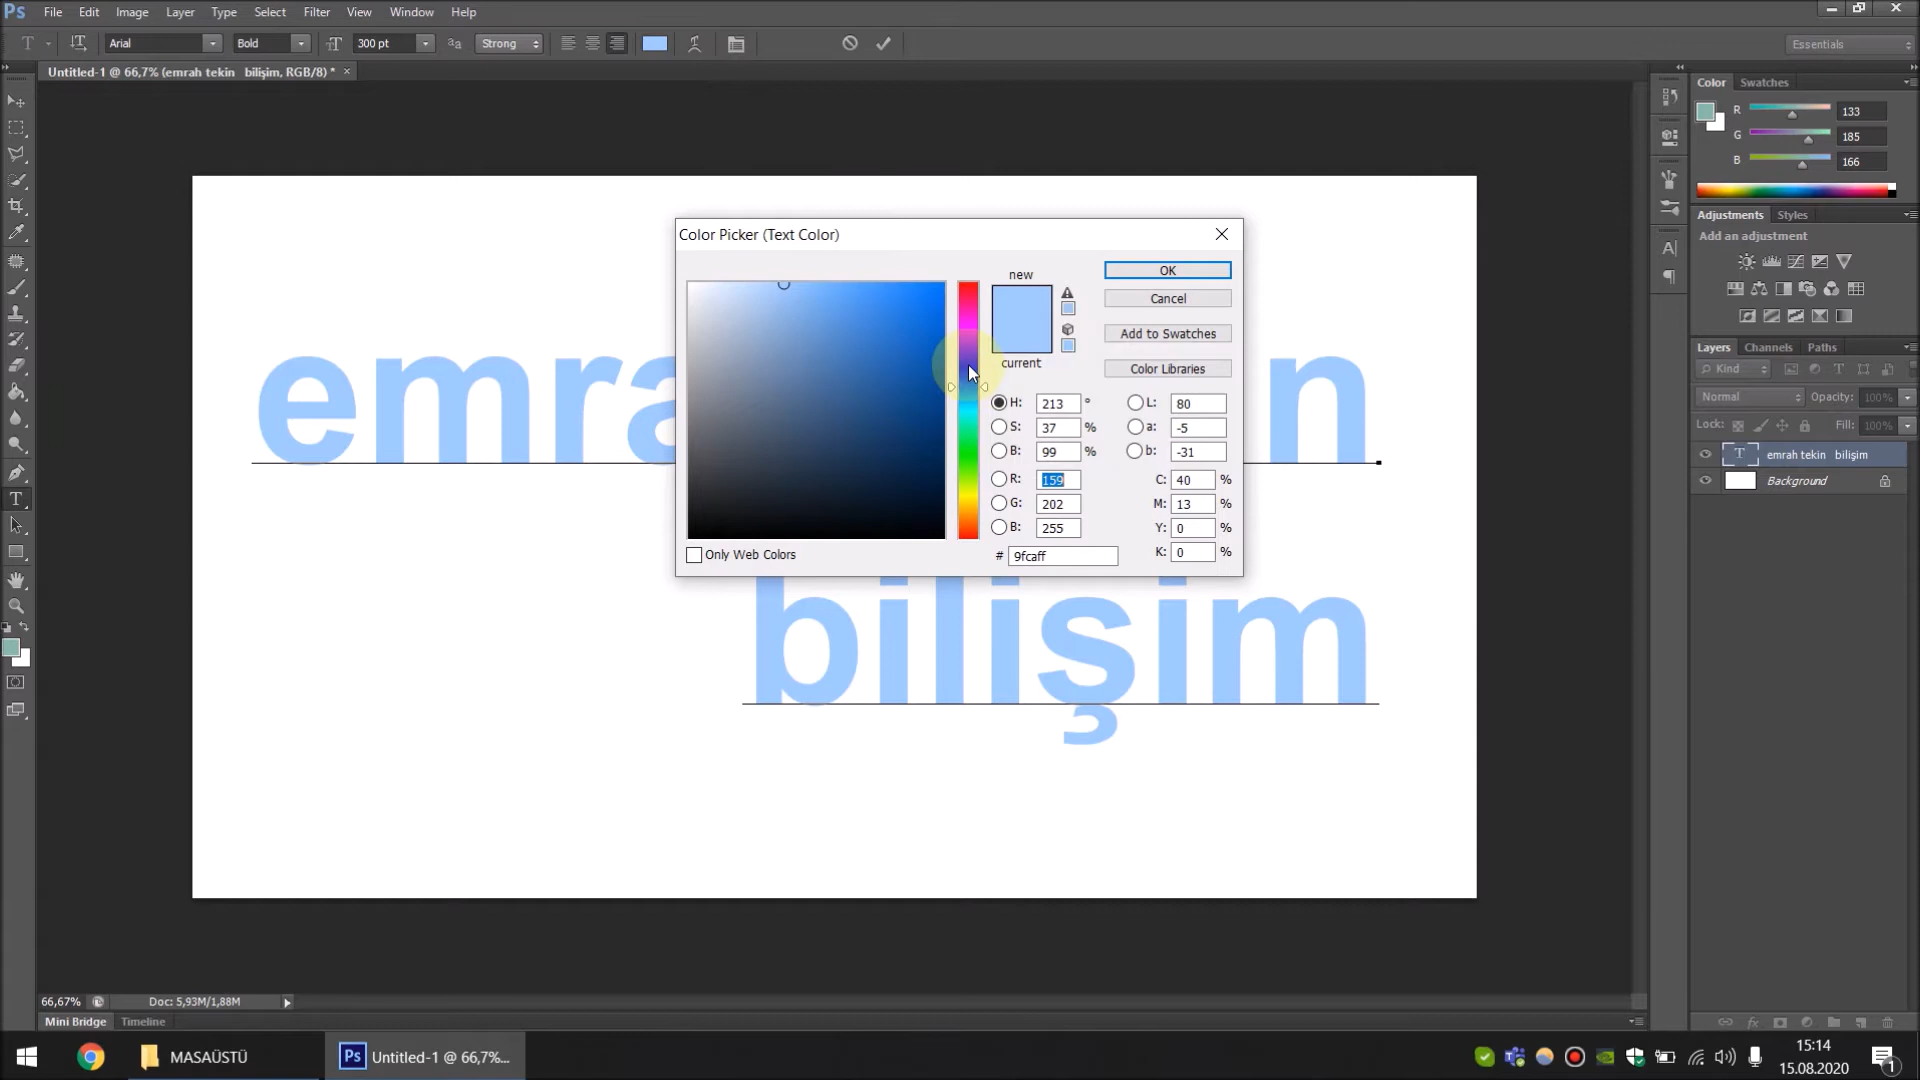 Ps File Edit Image Layer Type Select Filter View Window Help
T Arial Bold 300 pt Strong Essentials
Untitled-1 @ 66,7% (emrah tekin bilişim, RGB/8) * ×
Color Swatches
R 133
G 185
B 166
Adjustments Styles
Add an adjustment
Layers Channels Paths
Kind
Normal Opacity: 100%
Lock: Fill: 100%
T emrah tekin bilişim
Background
Color Picker (Text Color)
new
current
OK
Cancel
Add to Swatches
Color Libraries
H: 213 ° L: 80
S: 37 % a: -5
B: 99 % b: -31
R: 159 C: 40 %
G: 202 M: 13 %
B: 255 Y: 0 %
# 9fcaff K: 0 %
Only Web Colors
emra n
bilişim
66,67% Doc: 5,93M/1,88M
Mini Bridge Timeline
MASAÜSTÜ
Ps Untitled-1 @ 66,7%...
15:14
15.08.2020
1